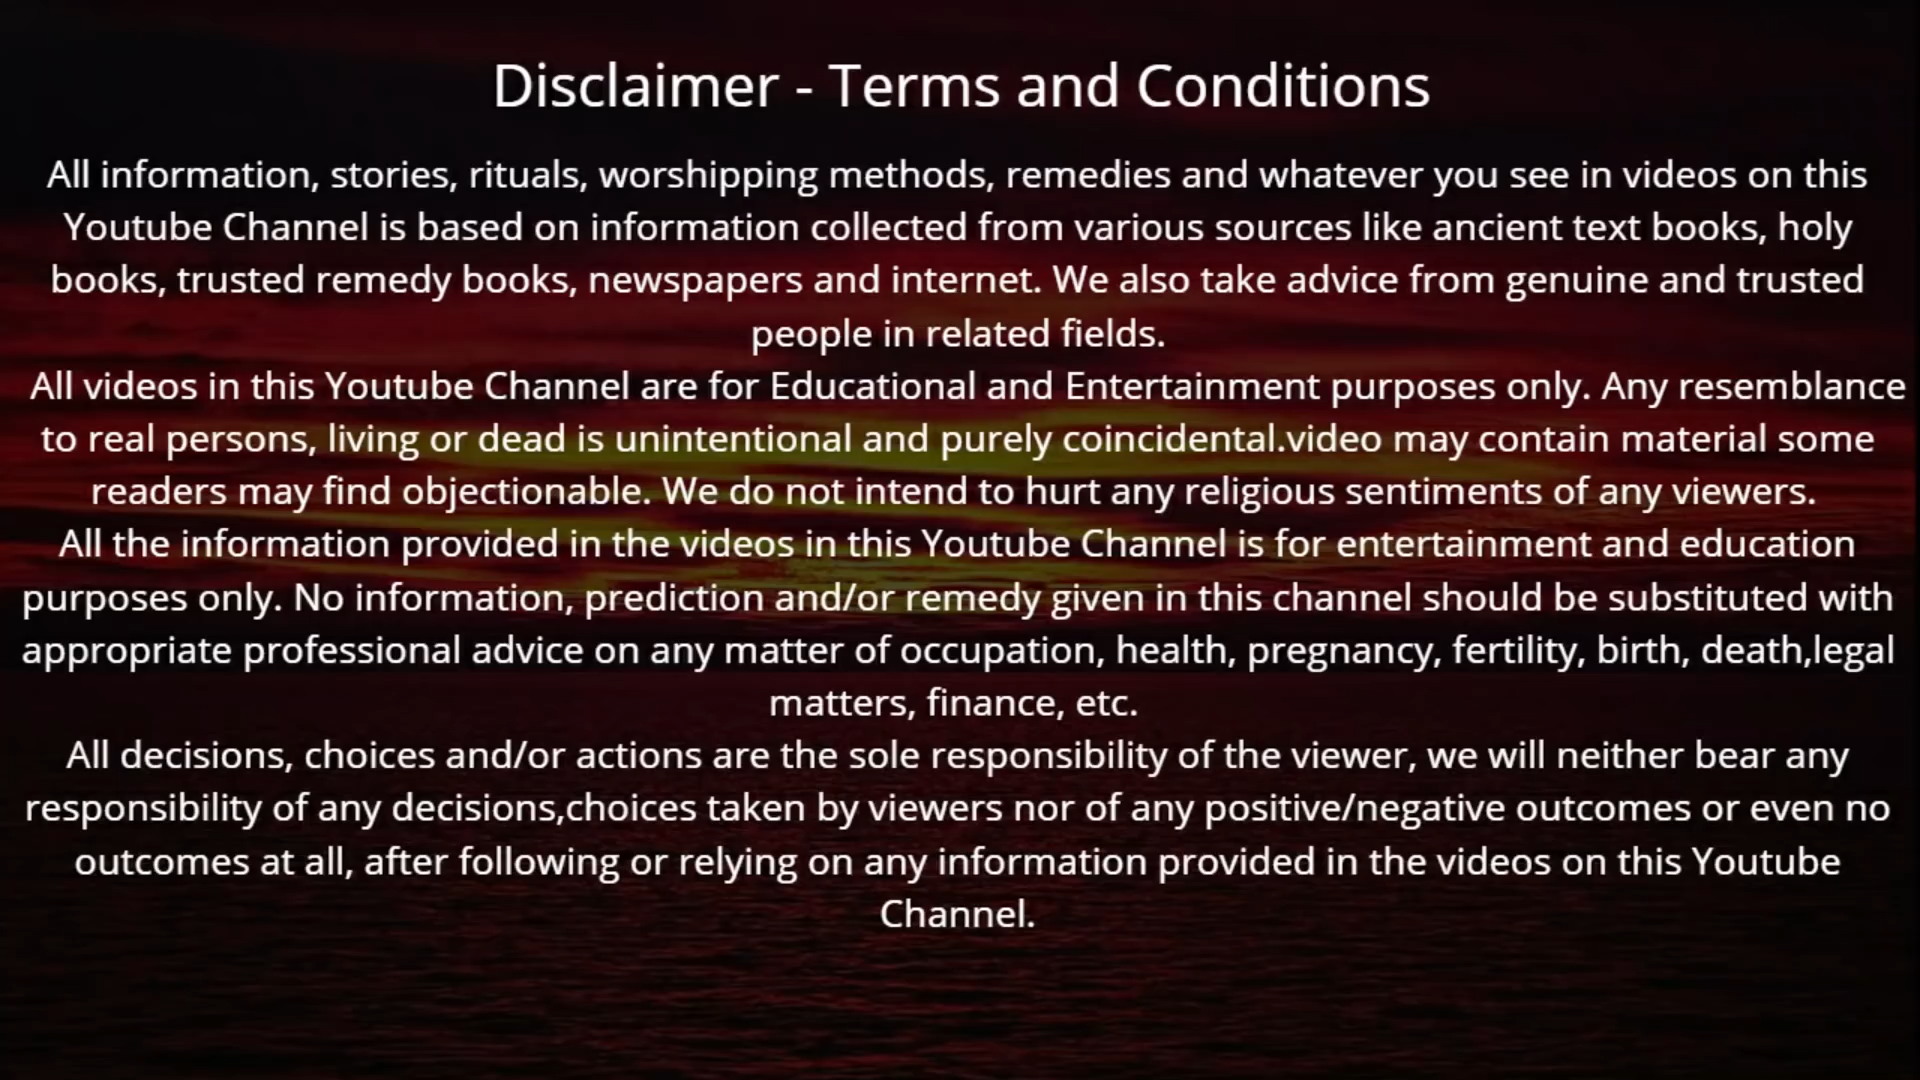 Disclaimer - Terms and Conditions
All information, stories, rituals, worshipping methods, remedies and whatever you see in videos on this
Youtube Channel is based on information collected from various sources like ancient text books, holy
books, trusted remedy books, newspapers and internet. We also take advice from genuine and trusted
people in related fields.
All videos in this Youtube Channel are for Educational and Entertainment purposes only. Any resemblance
to real persons, living or dead is unintentional and purely coincidental.video may contain material some
readers may find objectionable. We do not intend to hurt any religious sentiments of any viewers.
All the information provided in the videos in this Youtube Channel is for entertainment and education
purposes only. No information, prediction and/or remedy given in this channel should be substituted with
appropriate professional advice on any matter of occupation, health, pregnancy, fertility, birth, death,legal
matters, finance, etc.
All decisions, choices and/or actions are the sole responsibility of the viewer, we will neither bear any
responsibility of any decisions,choices taken by viewers nor of any positive/negative outcomes or even no
outcomes at all, after following or relying on any information provided in the videos on this Youtube
Channel.